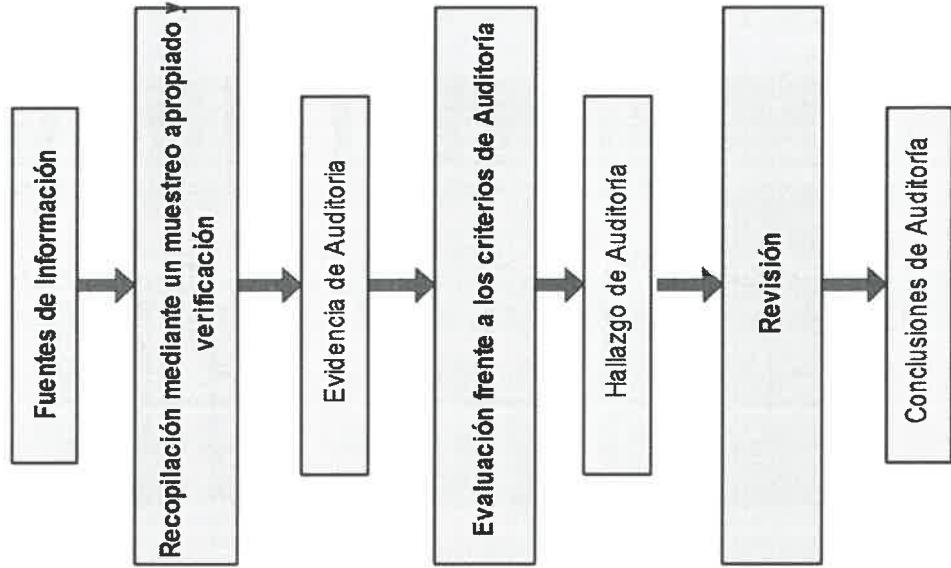 Fuentes de Información
Recopilación mediante un muestreo apropiado y
verificación
Evidencia de Auditoría
Evaluación frente a los criterios de Auditoría
Hallazgo de Auditoría
Revisión
Conclusiones de Auditoría